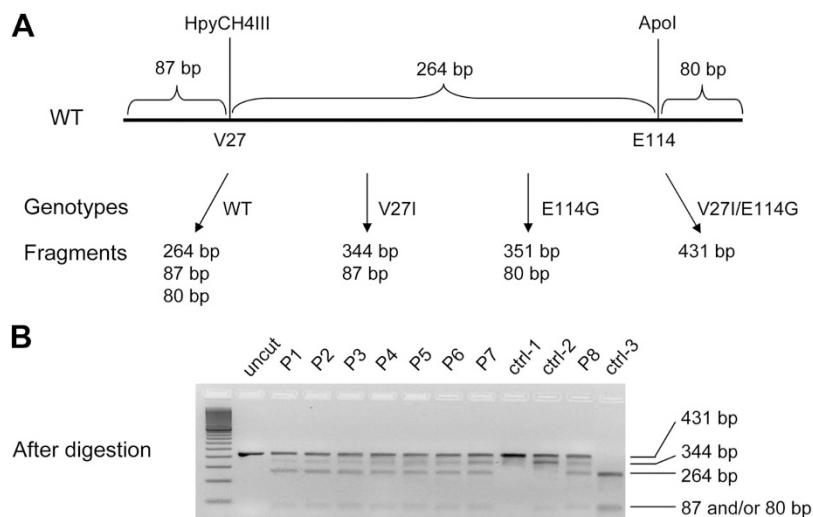 A
HpyCH4III
ApoI
87 bp
264 bp
80 bp
WT
V27
E114
Genotypes
WT
V27I
E114G
V27I/E114G
Fragments
264 bp
344 bp
351 bp
431 bp
87 bp
87 bp
80 bp
80 bp
B
uncut
P1
P2
P3
P4
P5
P6
P7
ctrl-1
ctrl-2
P8
ctrl-3
After digestion
431 bp
344 bp
264 bp
87 and/or 80 bp